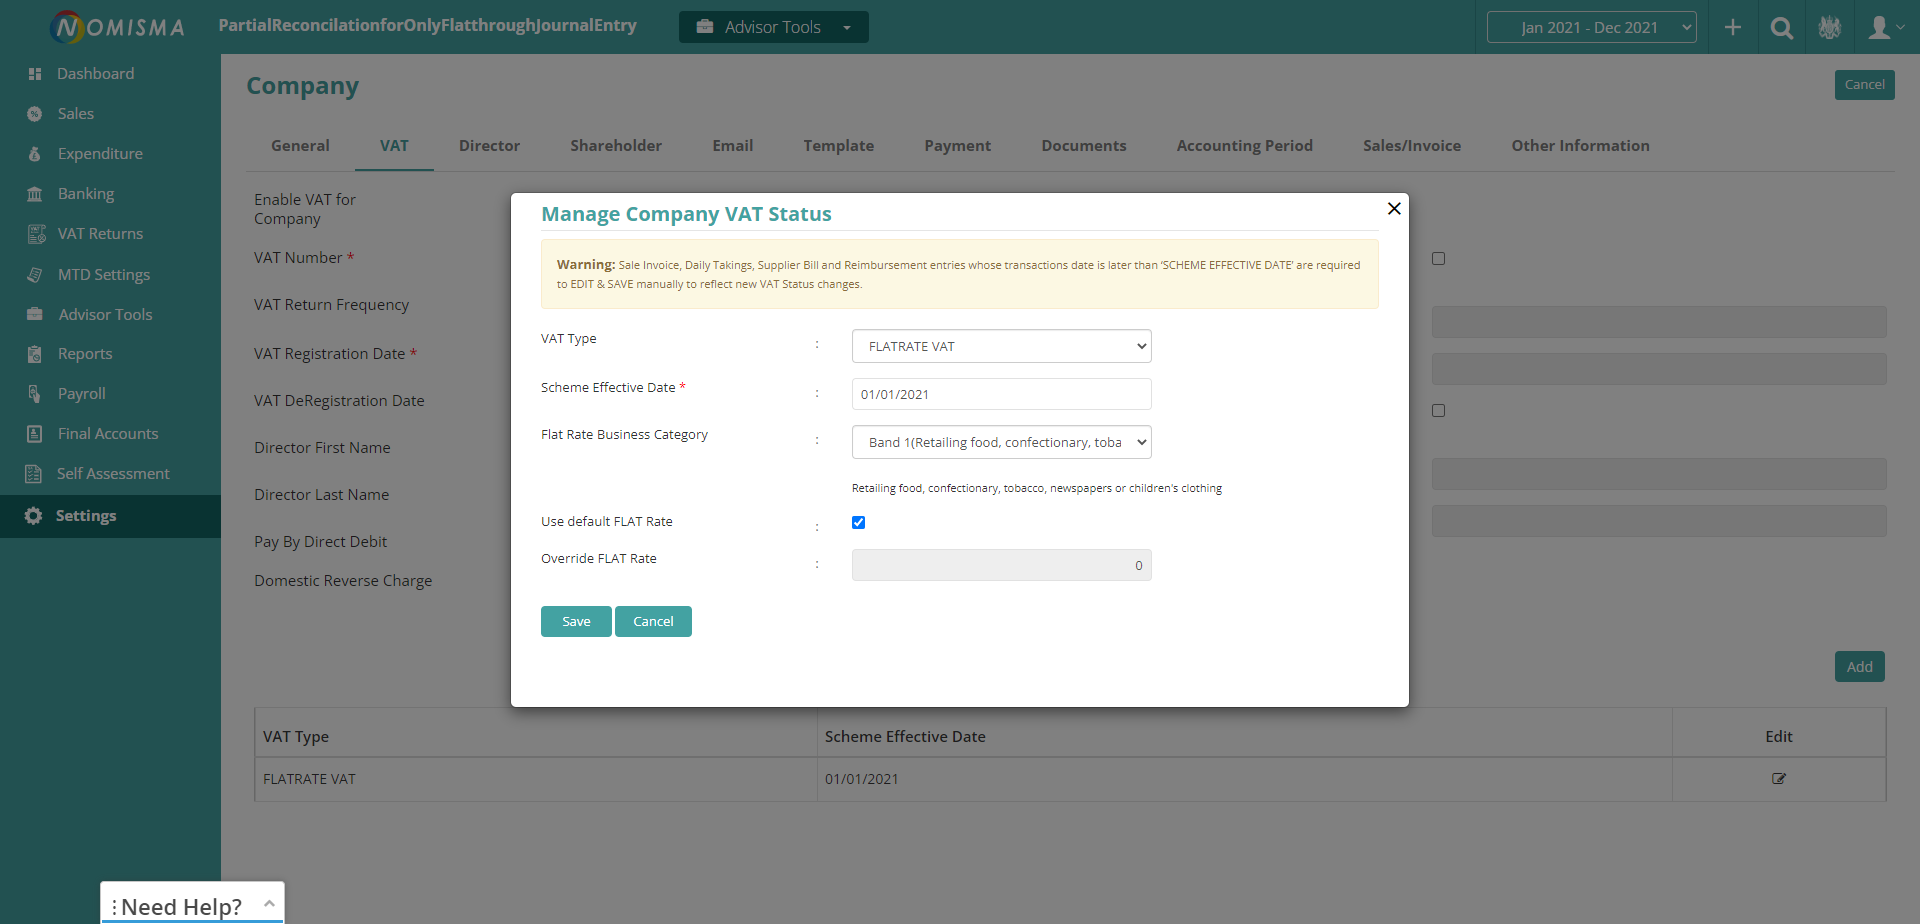 NOMISMA
PartialReconcilationforOnlyFlatthroughJournalEntry
Advisor Tools
Jan 2021 - Dec 2021
Dashboard
Sales
Expenditure
Banking
VAT Returns
MTD Settings
Advisor Tools
Reports
Payroll
Final Accounts
Self Assessment
Settings
Company
Cancel
General VAT Director Shareholder Email Template Payment Documents Accounting Period Sales/Invoice Other Information
Enable VAT for
Company
VAT Number *
VAT Return Frequency
VAT Registration Date *
VAT DeRegistration Date
Director First Name
Director Last Name
Pay By Direct Debit
Domestic Reverse Charge
Manage Company VAT Status
Warning: Sale Invoice, Daily Takings, Supplier Bill and Reimbursement entries whose transactions date is later than 'SCHEME EFFECTIVE DATE' are required
to EDIT & SAVE manually to reflect new VAT Status changes.
VAT Type : FLATRATE VAT
Scheme Effective Date * : 01/01/2021
Flat Rate Business Category : Band 1(Retailing food, confectionary, toba
Retailing food, confectionary, tobacco, newspapers or children's clothing
Use default FLAT Rate :
Override FLAT Rate : 0
Save Cancel
Add
VAT Type Scheme Effective Date Edit
FLATRATE VAT 01/01/2021
Need Help?